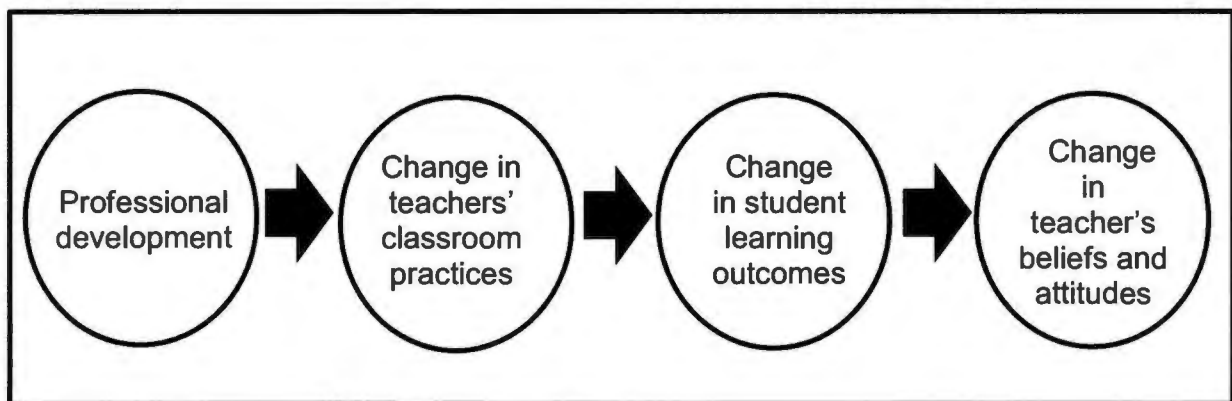 Professional
development
Change in
teachers’
classroom
practices
Change
in student
learning
outcomes
Change
in
teacher’s
beliefs and
attitudes